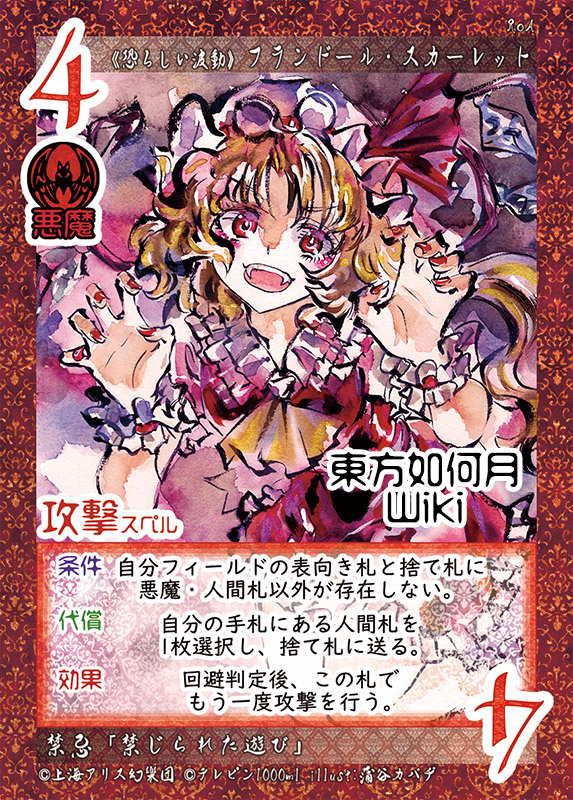 R.o.A
4
《恐ろしい波動》フランドール・スカーレット
悪魔
東方如何月
Wiki
攻撃スペル
条件 自分フィールドの表向き札と捨て札に
悪魔・人間札以外が存在しない。
代償 自分の手札にある人間札を
1枚選択し、捨て札に送る。
効果 回避判定後、この札で
もう一度攻撃を行う。
4
禁忌「禁じられた遊び」
©上海アリス幻樂団 ©テレピン1000ml illust:蒲谷カバヂ